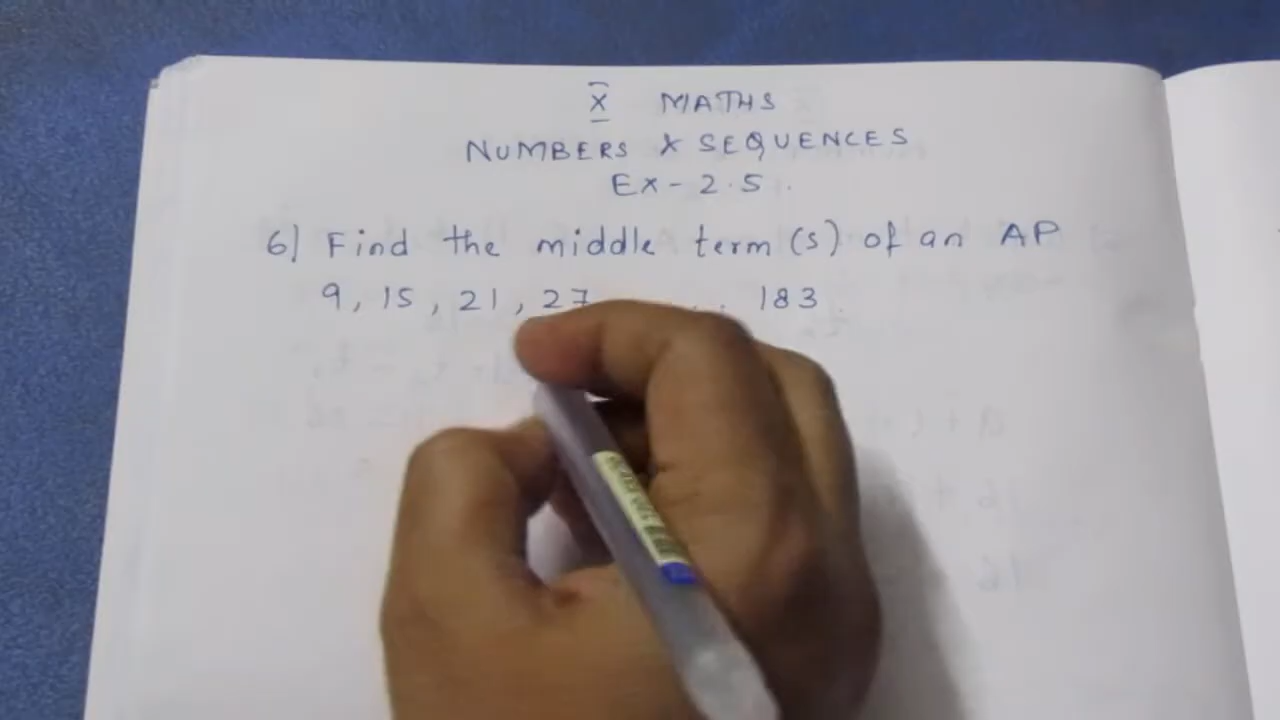 X MATHS
NUMBERS & SEQUENCES
Ex - 2.5.
6) Find the middle term(s) of an AP
9, 15, 21, 27 . . 183.